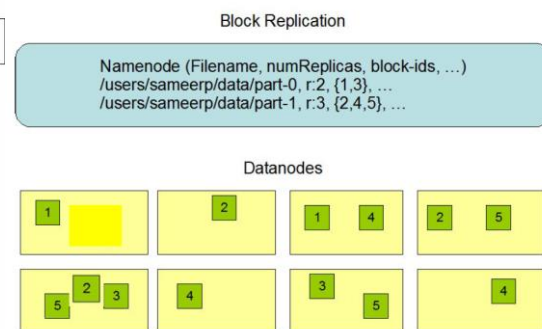 Block Replication
Namenode (Filename, numReplicas, block-ids, …)
/users/sameerp/data/part-0, r:2, {1,3}, …
/users/sameerp/data/part-1, r:3, {2,4,5}, …
Datanodes
1
2
1 4
2 5
5 2 3
4
3 5
4